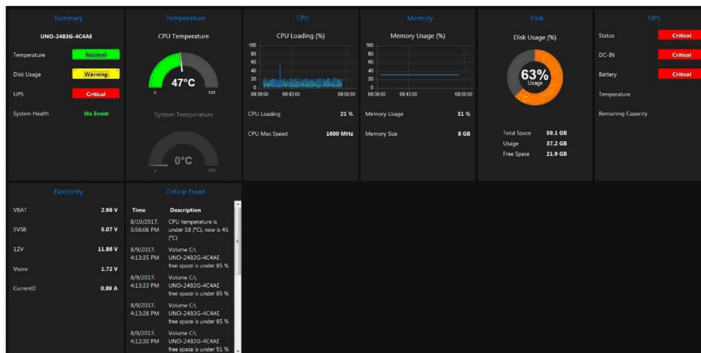 Summary
UNO-2483G-4C4AE
Temperature Normal
Disk Usage Warning
UPS Critical
System Health No Event
Temperature
CPU Temperature
47°C
0 100
System Temperature
0°C
0 100
CPU
CPU Loading (%)
100
80
60
40
20
0
09:39:00 09:43:00 09:50:00
CPU Loading 21 %
CPU Max Speed 1600 MHz
Memory
Memory Usage (%)
100
80
60
40
20
0
09:39:00 09:43:00 09:50:00
Memory Usage 31 %
Memory Size 8 GB
Disk
Disk Usage (%)
63%
Usage
Total Space 59.1 GB
Usage 37.2 GB
Free Space 21.9 GB
UPS
Status Critical
DC-IN Critical
Battery Critical
Temperature
Remaining Capacity
Electricity
VBAT 2.96 V
5VSB 5.07 V
12V 11.86 V
Vcore 1.72 V
Current0 0.89 A
Critical Event
Time Description
8/10/2017, CPU temperature is
5:56:06 PM under 58 (°C), now is 45
(°C)
8/9/2017, Volume C:\
4:13:35 PM UNO-2483G-4C4AE
free space is under 85 %
8/9/2017, Volume C:\
4:13:33 PM UNO-2483G-4C4AE
free space is under 85 %
8/9/2017, Volume C:\
4:13:28 PM UNO-2483G-4C4AE
free space is under 85 %
8/9/2017, Volume C:\
4:12:30 PM UNO-2483G-4C4AE
free space is under 91 %